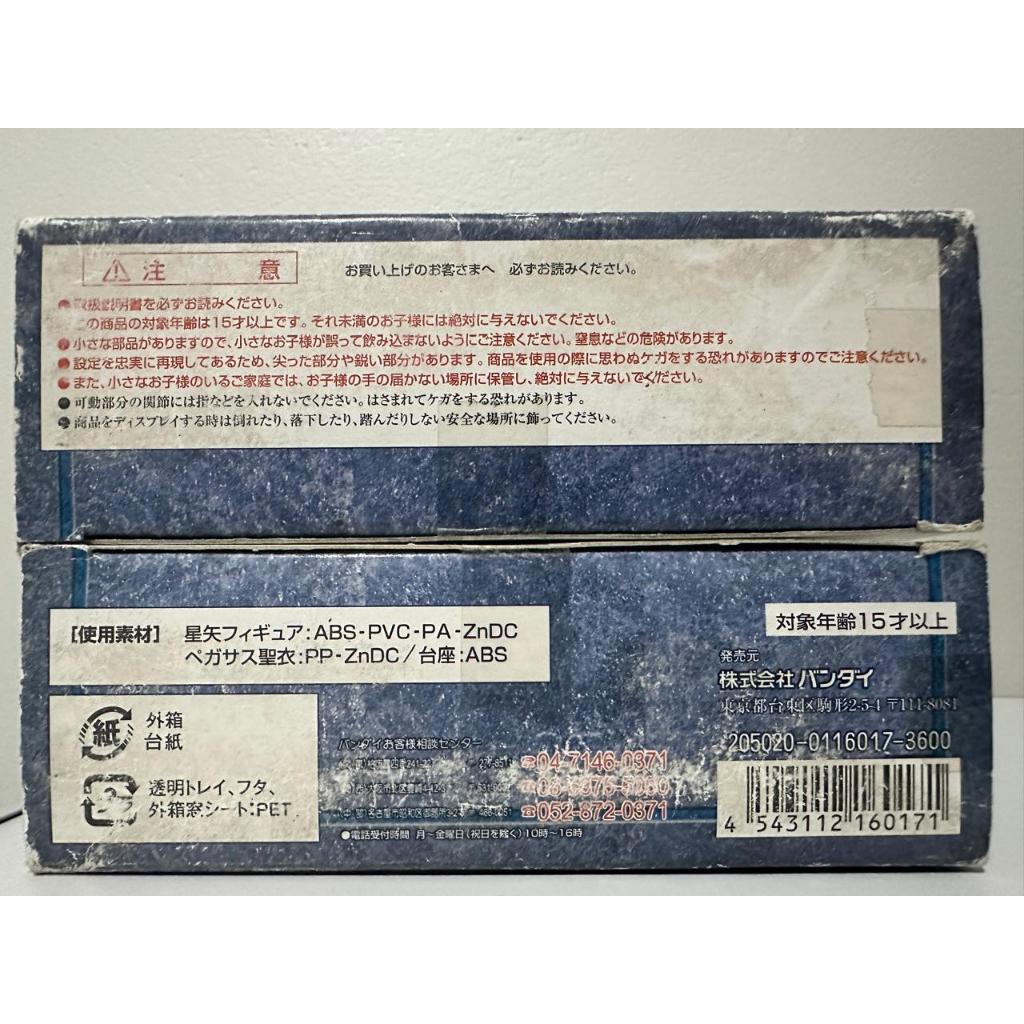 注 意
お買い上げのお客さまへ 必ずお読みください。
●取扱説明書を必ずお読みください。
この商品の対象年齢は15才以上です。それ未満のお子様には絶対に与えないでください。
●小さな部品がありますので、小さなお子様が誤って飲み込まないようにご注意ください。窒息などの危険があります。
●設定を忠実に再現してあるため、尖った部分や鋭い部分があります。商品を使用の際に思わぬケガをする恐れがありますのでご注意ください。
●また、小さなお子様のいるご家庭では、お子様の手の届かない場所に保管し、絶対に与えないでください。
●可動部分の関節には指などを入れないでください。はさまれてケガをする恐れがあります。
●商品をディスプレイする時は倒れたり、落下したり、踏んだりしない安全な場所に飾ってください。
[使用素材] 星矢フィギュア:ABS-PVC-PA-ZnDC
ペガサス聖衣:PP-ZnDC/台座:ABS
対象年齢15才以上
発売元
株式会社 バンダイ
東京都台東区駒形2-5-4 〒111-8081
205020-0116017-3600
紙 外箱
台紙
2 透明トレイ、フタ、
外箱窓シート:PET
バンダイお客様相談センター
04-7146-0371
052-872-0371
●電話受付時間 月~金曜日(祝日を除く)10時~16時
4 543112 160171